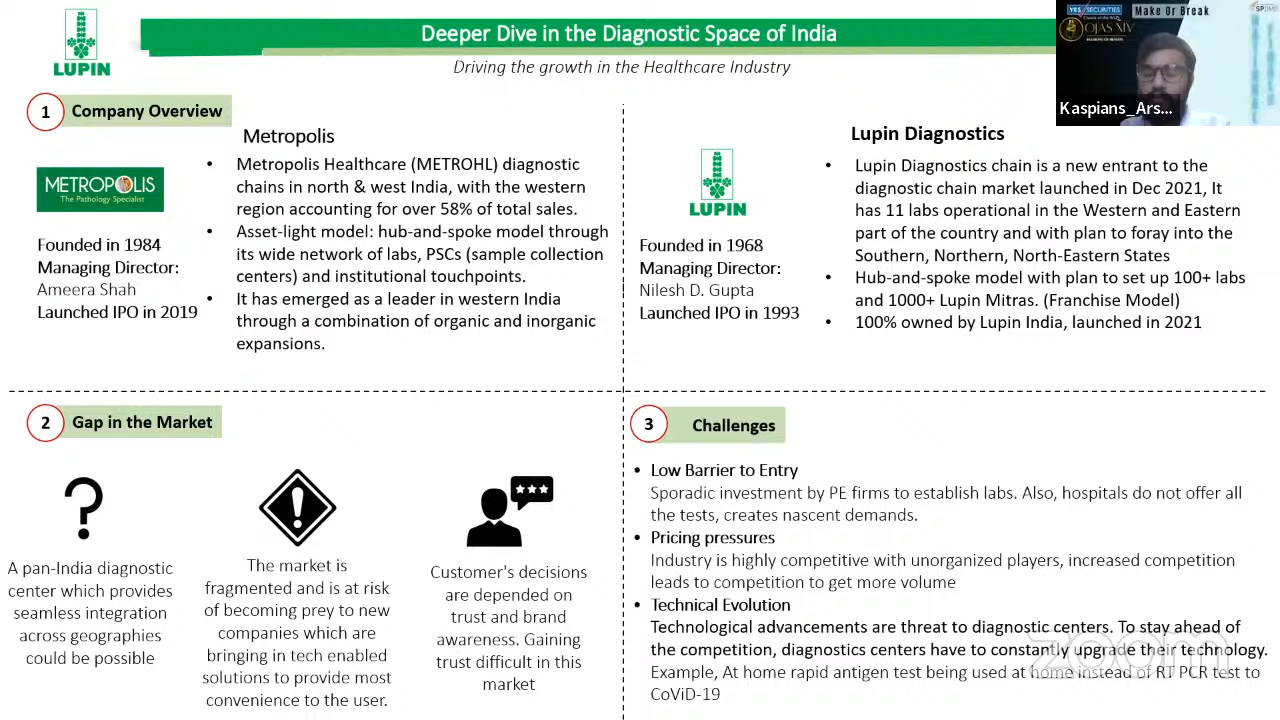 LUPIN
Deeper Dive in the Diagnostic Space of India
Driving the growth in the Healthcare Industry
YES SECURITIES
Make Or Break
OJAS XIV
Kaspians_Ars...
1
Company Overview
METROPOLIS
The Pathology Specialist
Founded in 1984
Managing Director:
Ameera Shah
Launched IPO in 2019
Metropolis
• Metropolis Healthcare (METROHL) diagnostic
chains in north & west India, with the western
region accounting for over 58% of total sales.
• Asset-light model: hub-and-spoke model through
its wide network of labs, PSCs (sample collection
centers) and institutional touchpoints.
• It has emerged as a leader in western India
through a combination of organic and inorganic
expansions.
LUPIN
Founded in 1968
Managing Director:
Nilesh D. Gupta
Launched IPO in 1993
Lupin Diagnostics
• Lupin Diagnostics chain is a new entrant to the
diagnostic chain market launched in Dec 2021, It
has 11 labs operational in the Western and Eastern
part of the country and with plan to foray into the
Southern, Northern, North-Eastern States
• Hub-and-spoke model with plan to set up 100+ labs
and 1000+ Lupin Mitras. (Franchise Model)
• 100% owned by Lupin India, launched in 2021
2
Gap in the Market
A pan-India diagnostic
center which provides
seamless integration
across geographies
could be possible
The market is
fragmented and is at risk
of becoming prey to new
companies which are
bringing in tech enabled
solutions to provide most
convenience to the user.
Customer's decisions
are depended on
trust and brand
awareness. Gaining
trust difficult in this
market
3
Challenges
• Low Barrier to Entry
Sporadic investment by PE firms to establish labs. Also, hospitals do not offer all
the tests, creates nascent demands.
• Pricing pressures
Industry is highly competitive with unorganized players, increased competition
leads to competition to get more volume
• Technical Evolution
Technological advancements are threat to diagnostic centers. To stay ahead of
the competition, diagnostics centers have to constantly upgrade their technology.
Example, At home rapid antigen test being used at home instead of RT PCR test to
CoViD-19
zoom